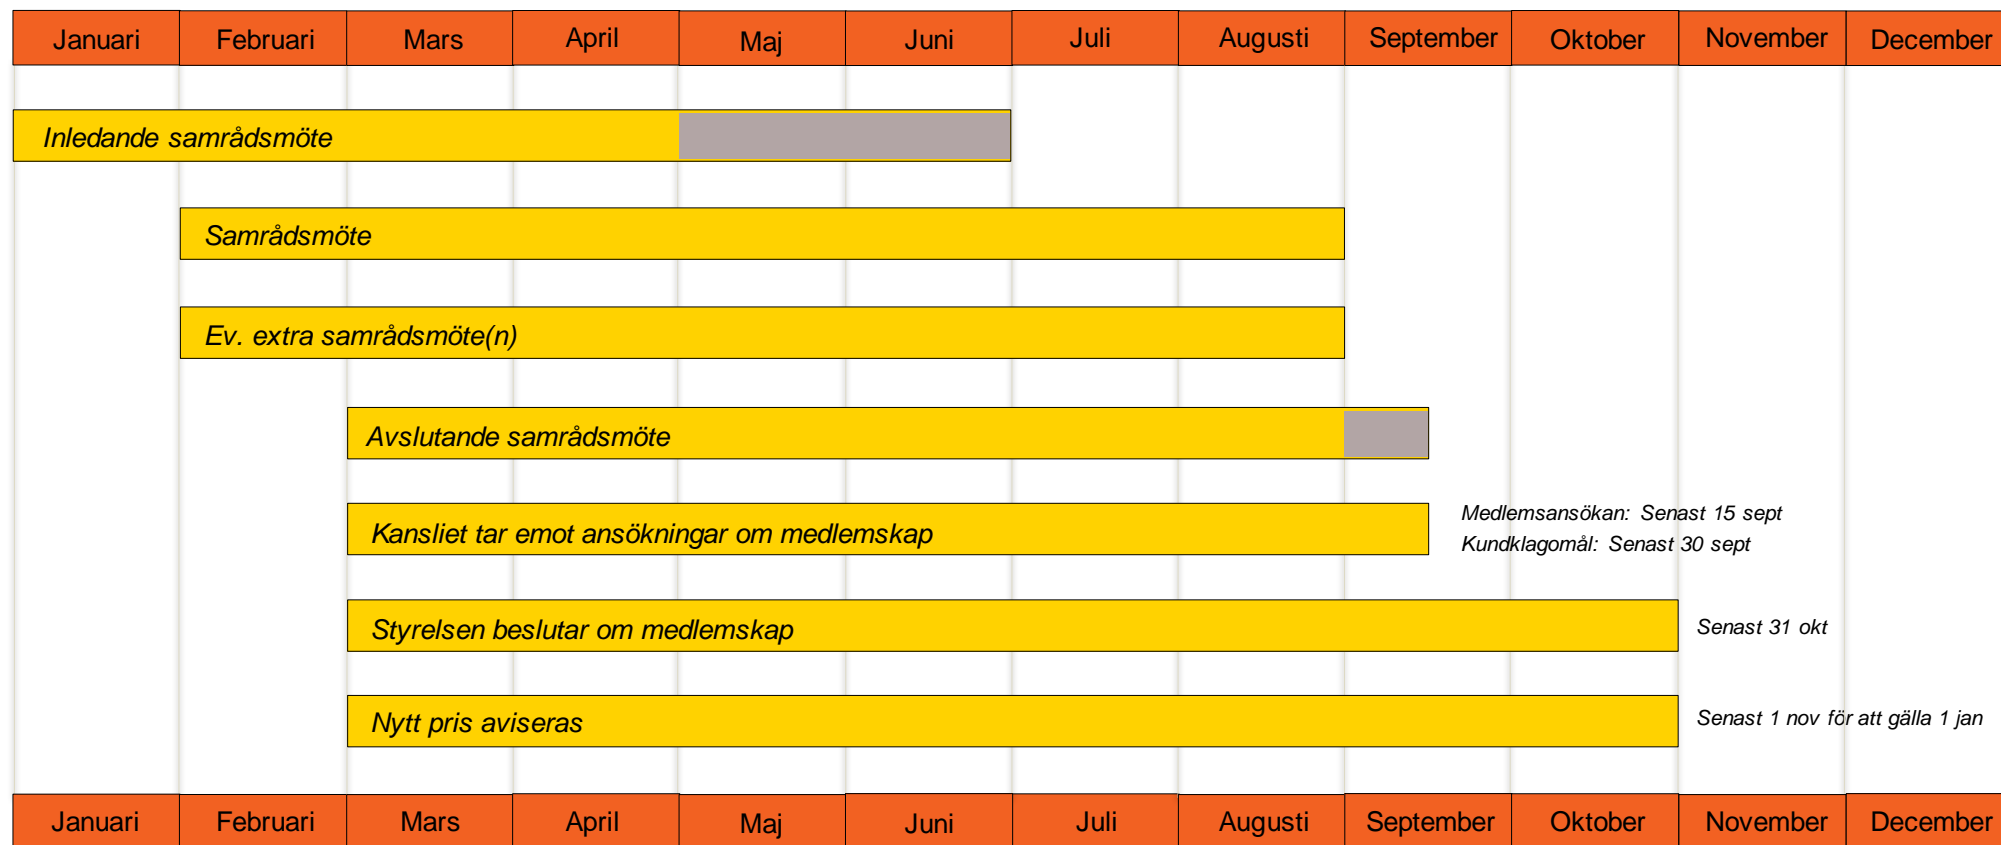 Januari Februari Mars April Maj Juni Juli Augusti September Oktober November December
Inledande samrådsmöte
Samrådsmöte
Ev. extra samrådsmöte(n)
Avslutande samrådsmöte
Kansliet tar emot ansökningar om medlemskap
Medlemsansökan: Senast 15 sept
Kundklagomål: Senast 30 sept
Styrelsen beslutar om medlemskap
Senast 31 okt
Nytt pris aviseras
Senast 1 nov för att gälla 1 jan
Januari Februari Mars April Maj Juni Juli Augusti September Oktober November December